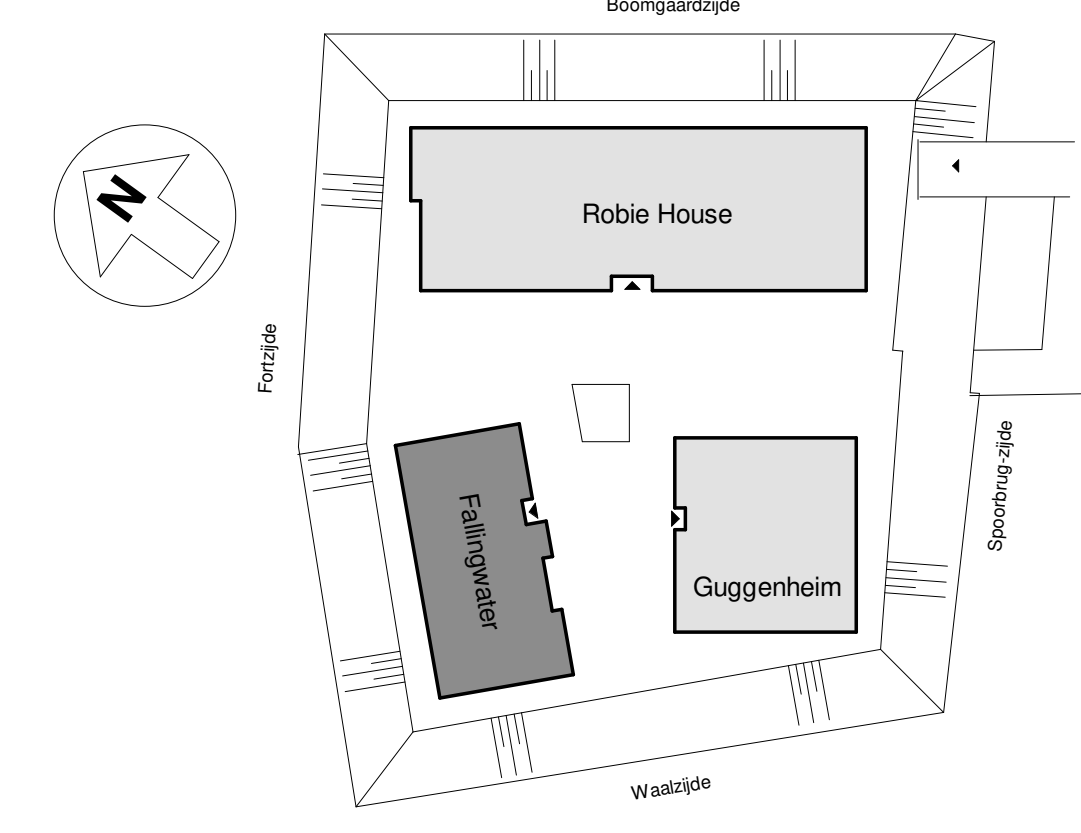 Boomgaardzijde
N
Robie House
Fortzijde
Fallingwater
Guggenheim
Spoorbrug-zijde
Waalzijde